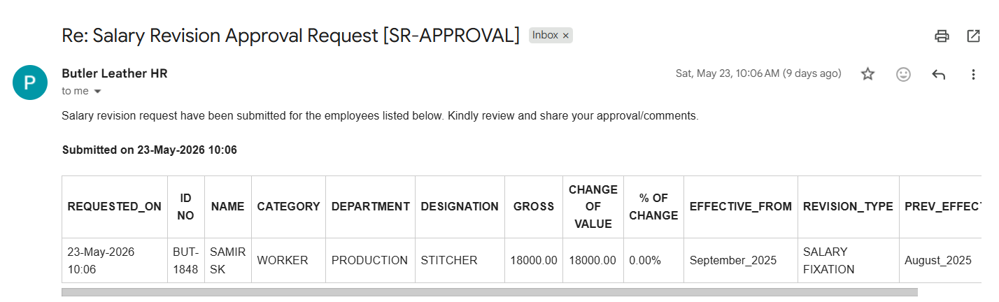 Re: Salary Revision Approval Request [SR-APPROVAL] Inbox ×
P
Butler Leather HR
Sat, May 23, 10:06 AM (9 days ago)
to me
Salary revision request have been submitted for the employees listed below. Kindly review and share your approval/comments.
Submitted on 23-May-2026 10:06
REQUESTED_ON ID NO NAME CATEGORY DEPARTMENT DESIGNATION GROSS CHANGE OF VALUE % OF CHANGE EFFECTIVE_FROM REVISION_TYPE PREV_EFFECT
23-May-2026 10:06 BUT-1848 SAMIR SK WORKER PRODUCTION STITCHER 18000.00 18000.00 0.00% September_2025 SALARY FIXATION August_2025